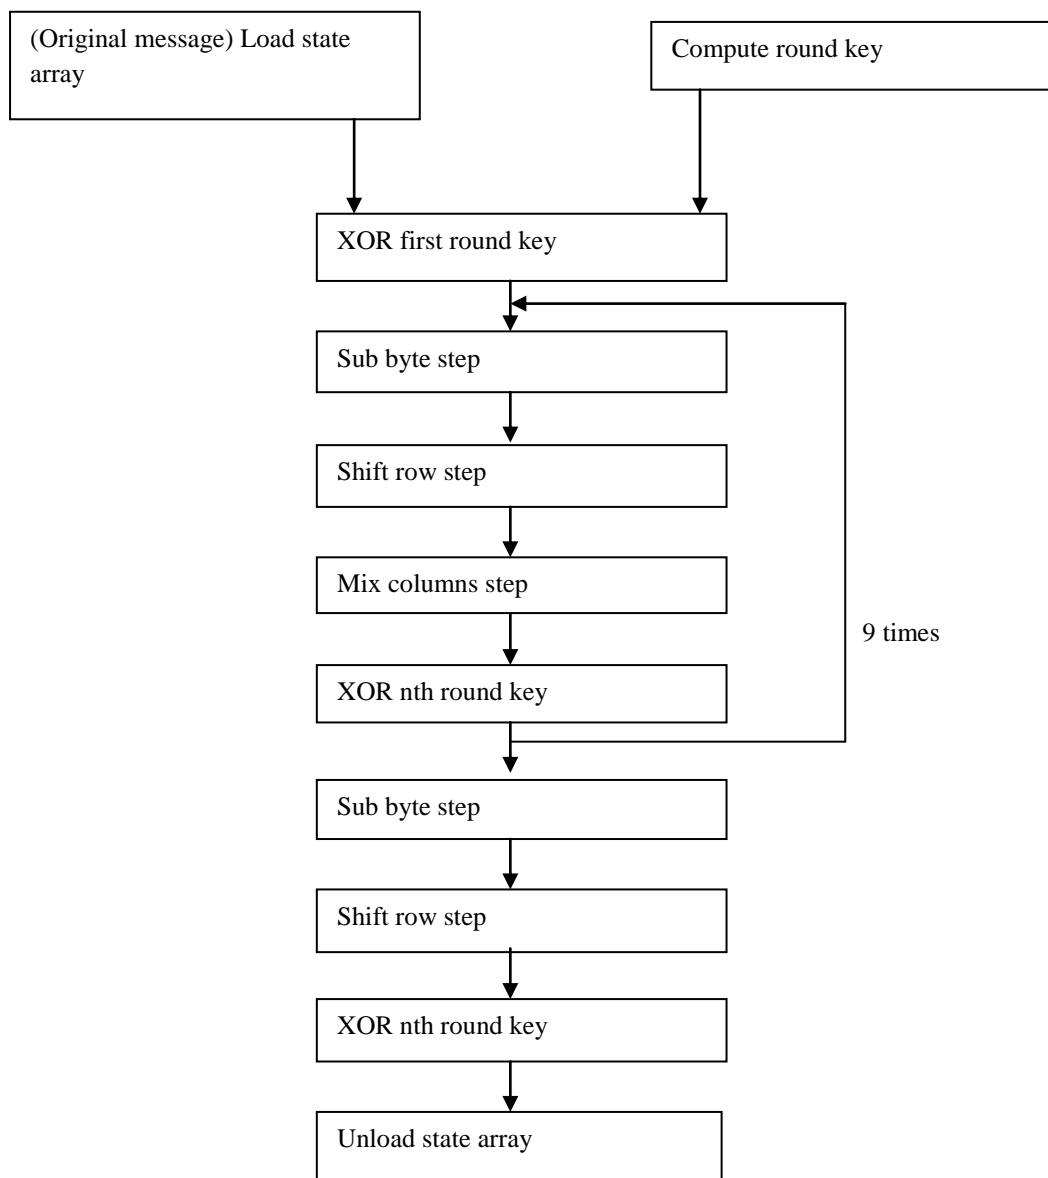 (Original message) Load state
array
Compute round key
XOR first round key
Sub byte step
Shift row step
Mix columns step
9 times
XOR nth round key
Sub byte step
Shift row step
XOR nth round key
Unload state array